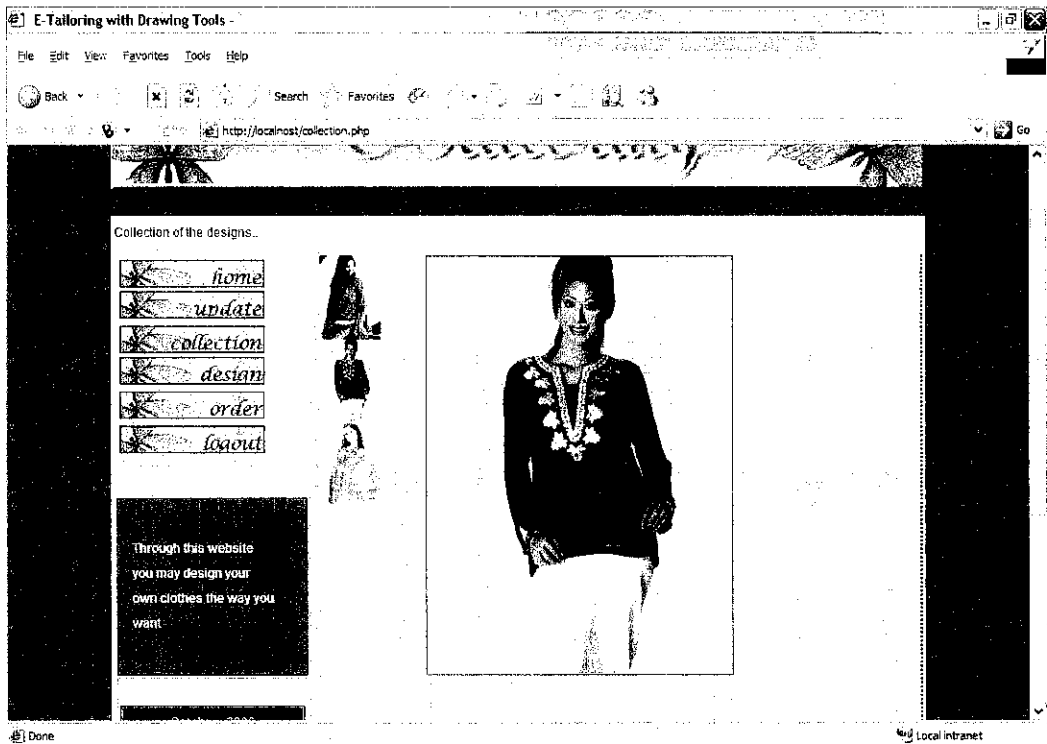 E-Tailoring with Drawing Tools -
File Edit View Favorites Tools Help
Back Search Favorites
http://localhost/collection.php Go
Collection of the designs..
home
update
collection
design
order
logout
Through this website
you may design your
own clothes the way you
want
Done Local intranet